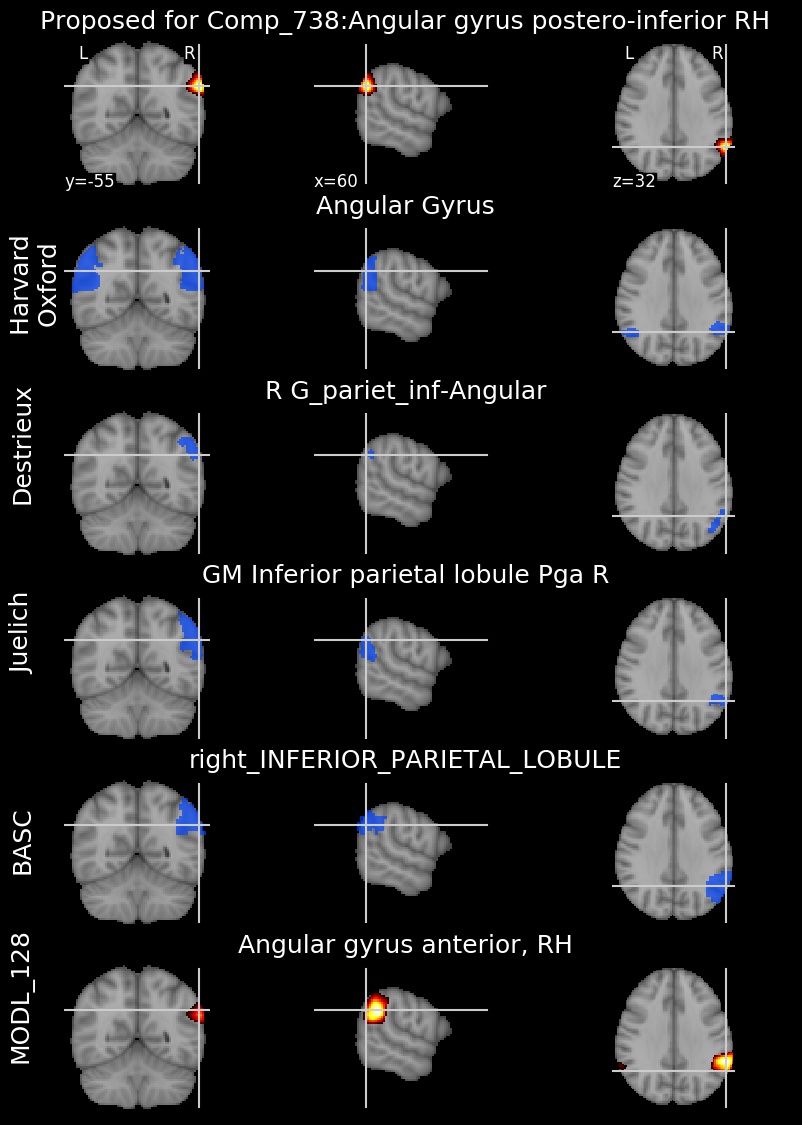 Proposed for Comp_738:Angular gyrus postero-inferior RH
L R L R
y=-55 x=60 z=32
Angular Gyrus
Harvard
Oxford
R G_pariet_inf-Angular
Destrieux
GM Inferior parietal lobule Pga R
Juelich
right_INFERIOR_PARIETAL_LOBULE
BASC
Angular gyrus anterior, RH
MODL_128